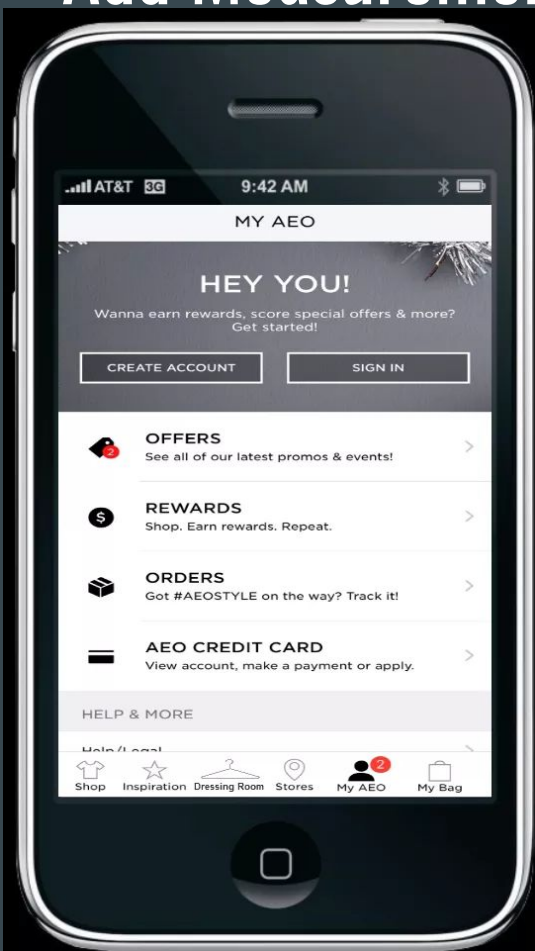 AT&T 3G 9:42 AM
MY AEO
HEY YOU!
Wanna earn rewards, score special offers & more?
Get started!
CREATE ACCOUNT SIGN IN
2
OFFERS
See all of our latest promos & events!
$
REWARDS
Shop. Earn rewards. Repeat.
ORDERS
Got #AEOSTYLE on the way? Track it!
AEO CREDIT CARD
View account, make a payment or apply.
HELP & MORE
Help/Legal
?
2
Shop Inspiration Dressing Room Stores My AEO My Bag